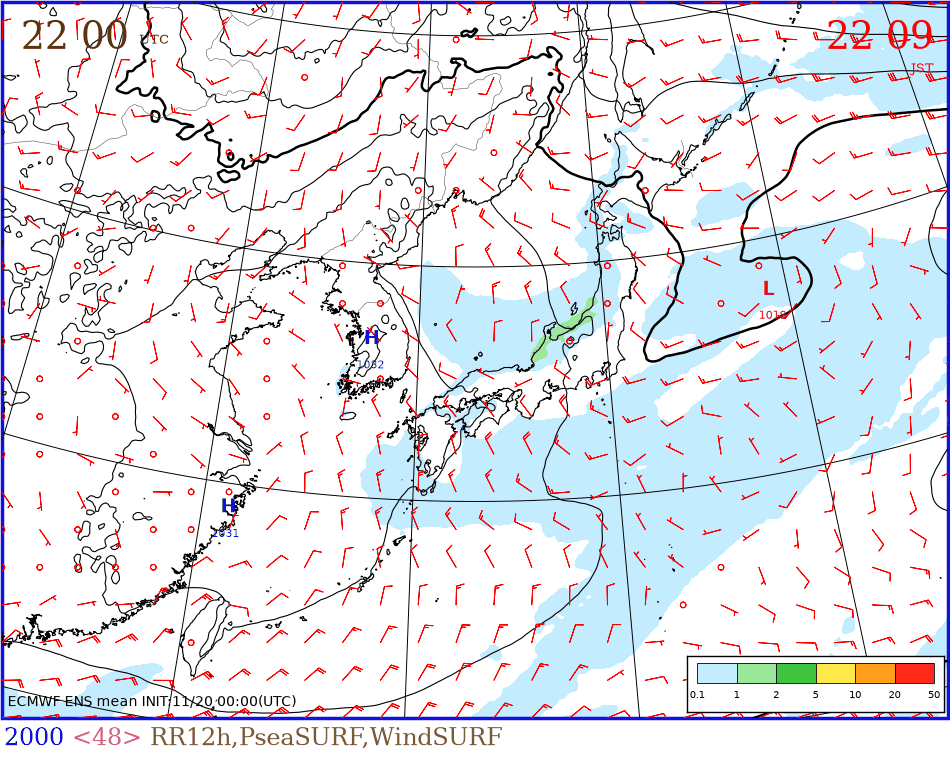 22 00 UTC 22 09
JST
L
1018
H
1032
H
1031
0.1 1 2 5 10 20 50
ECMWF ENS mean INIT:11/20 00:00(UTC)
2000 <48> RR12h,PseaSURF,WindSURF